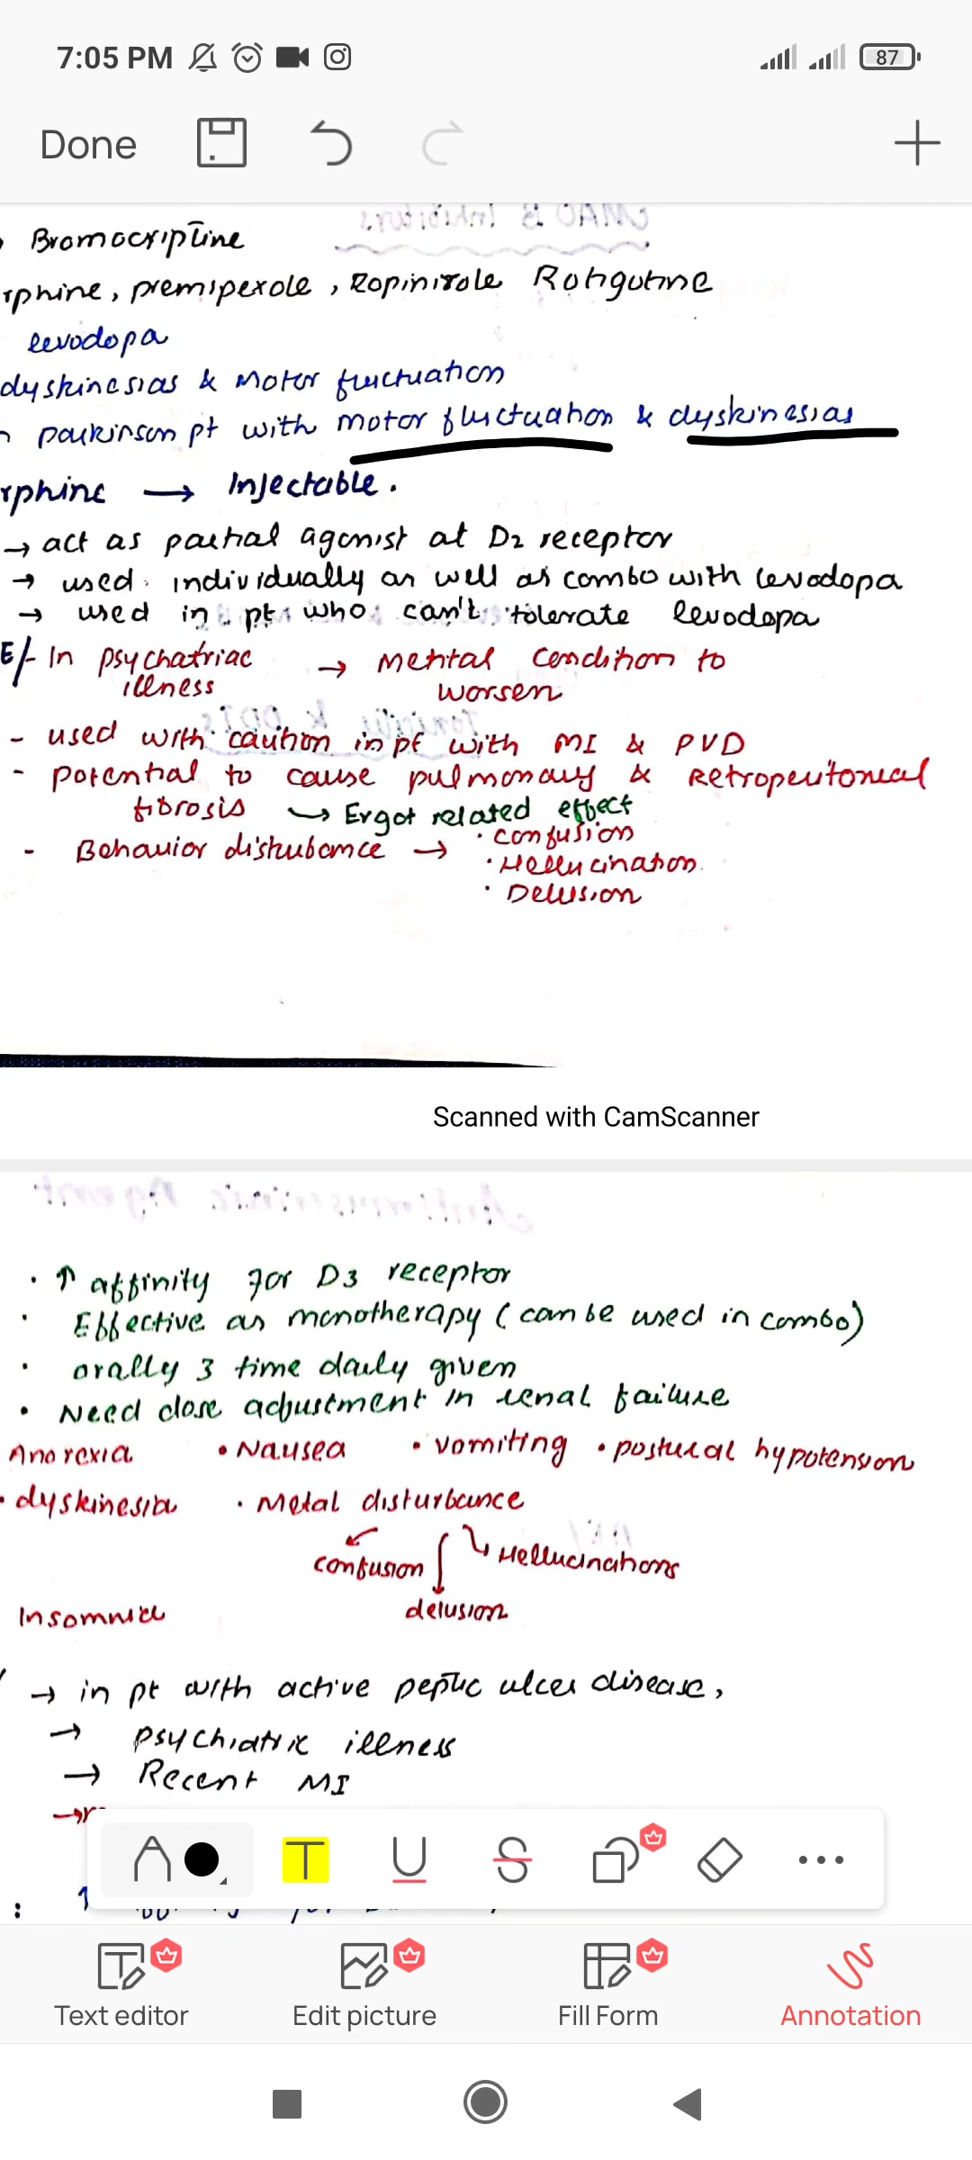 7:05 PM 87
Done
MAO B Inhibitors
Bromocriptine
rphine, premipexole, Ropinirole Rotigotine
levodopa
dyskinesias & Motor fluctuation
parkinson pt with motor fluctuation & dyskinesias
rphine → Injectable.
→ act as partial agonist at D2 receptor
→ used individually as well as combo with levodopa
→ used in pt who can't tolerate levodopa
E/- In psychatriac → Mental condition to
illness worsen
- used with caution in pt with MI & PVD
- potential to cause pulmonary & Retroperitoneal
fibrosis → Ergot related effect
- Behavior disturbance → · confusion
· Hellucination.
· Delusion
Scanned with CamScanner
Antimuscarinic Agent
· ↑ affinity for D3 receptor
· Effective as monotherapy (can be used in combo)
· orally 3 time daily given
• Need dose adjustment in renal failure
Anorexia • Nausea • vomiting • postural hypotension
• dyskinesia • Metal disturbance
confusion Hellucinations
Insomnia delusion
→ in pt with active peptic ulcer disease,
→ psychiatric illness
→ Recent MI
T U S
Text editor Edit picture Fill Form Annotation